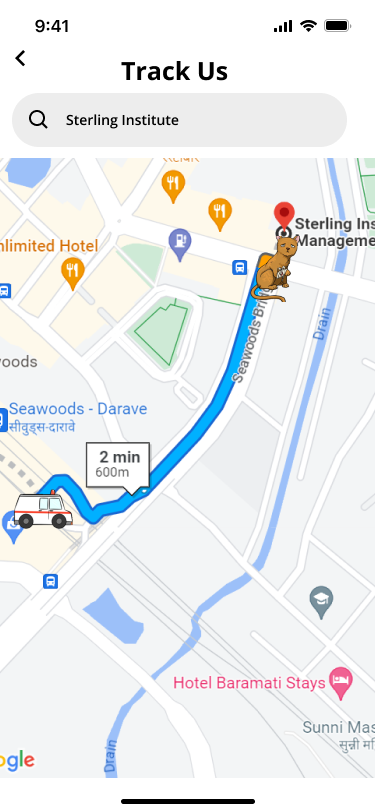 9:41
Track Us
Sterling Institute
Sterling Ins
Manageme
nlimited Hotel
Seawoods Bri
Drain
woods
Seawoods - Darave
सीवुड्स-दारावे
2 min
600m
Hotel Baramati Stays
Sunni Mas
सुन्नी मि
Drain
ogle